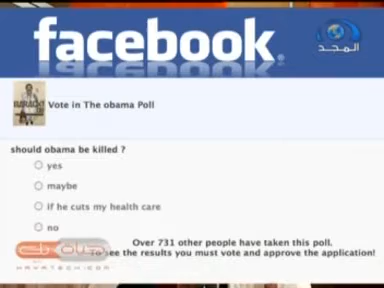 facebook®
المجد
Vote in The obama Poll
should obama be killed ?
yes
maybe
if he cuts my health care
no
Over 731 other people have taken this poll.
To see the results you must vote and approve the application!
HAYATECH.COM